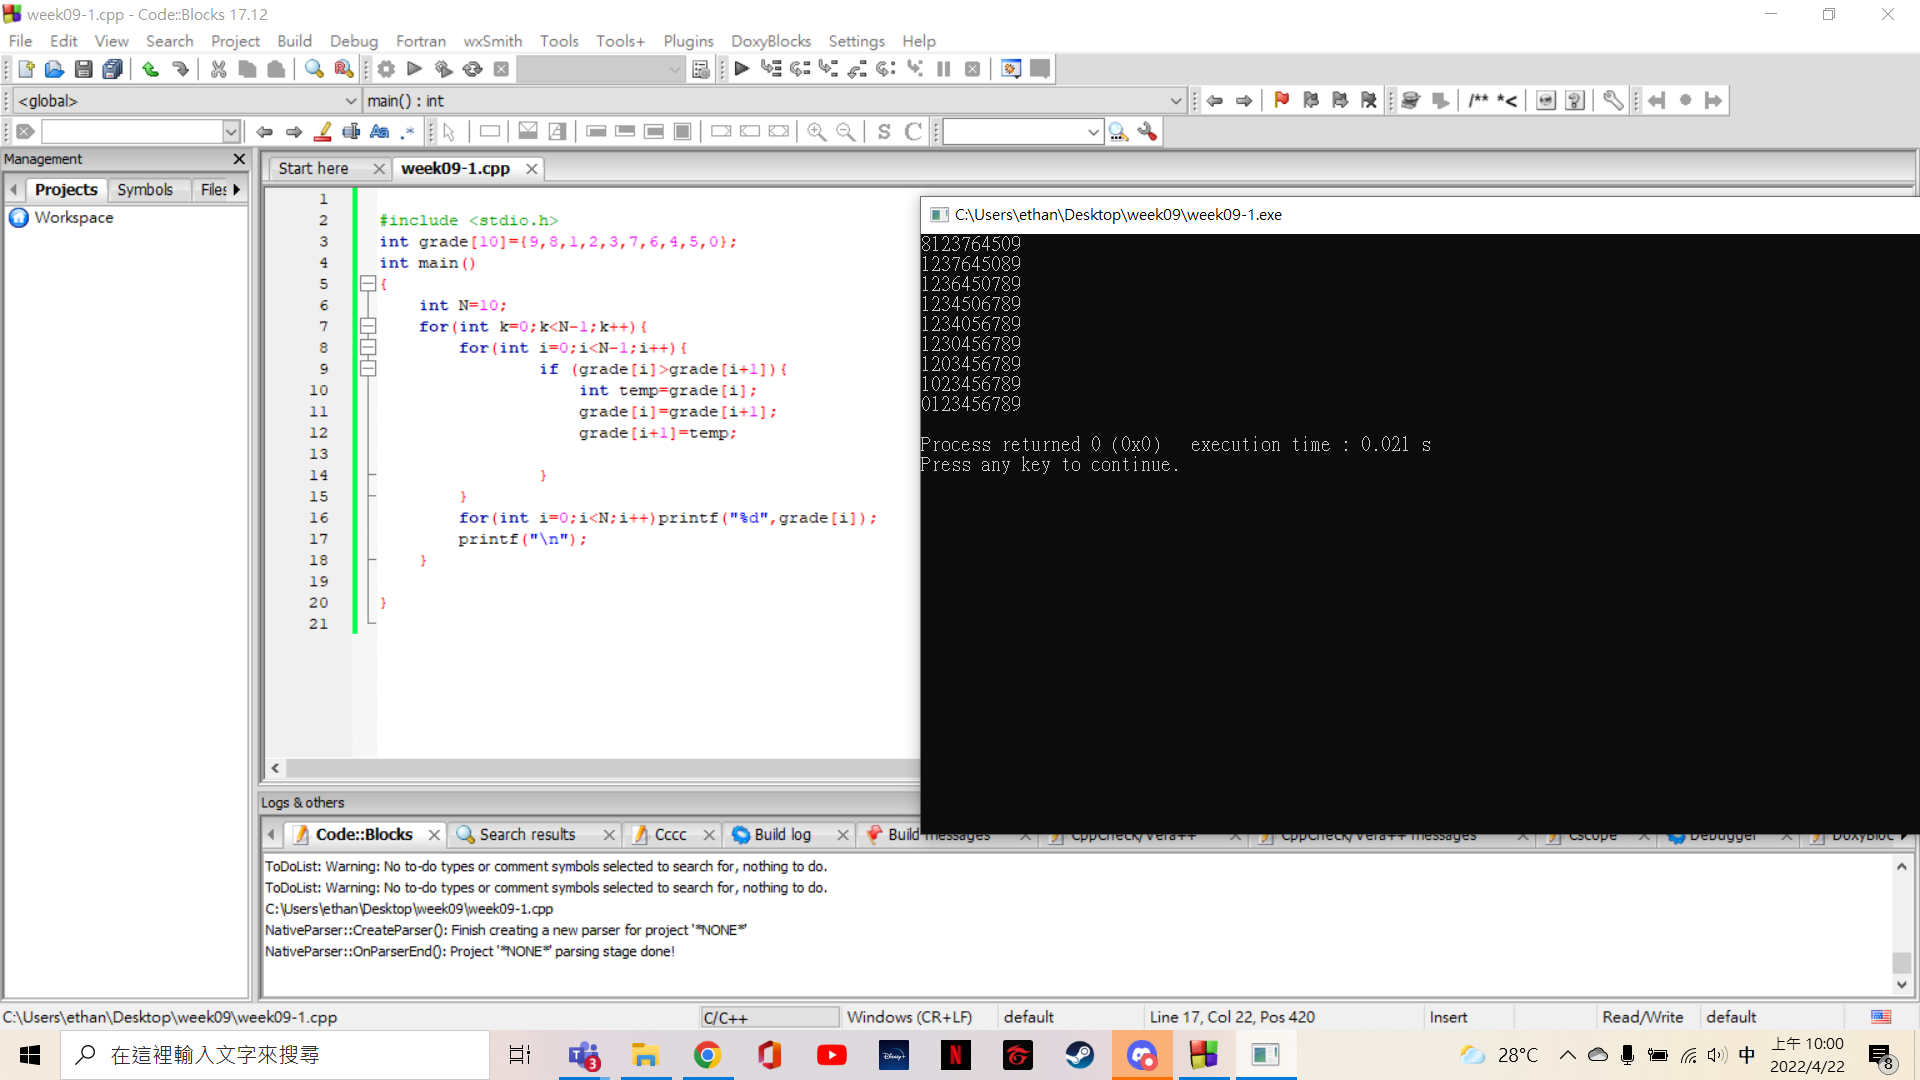 week09-1.cpp - Code::Blocks 17.12
File Edit View Search Project Build Debug Fortran wxSmith Tools Tools+ Plugins DoxyBlocks Settings Help
<global> main() : int /** *<
Aa .* S C
Management
Projects Symbols Files
Workspace
Start here week09-1.cpp
1
2 #include <stdio.h>
3 int grade[10]={9,8,1,2,3,7,6,4,5,0};
4 int main()
5 {
6 int N=10;
7 for(int k=0;k<N-1;k++){
8 for(int i=0;i<N-1;i++){
9 if (grade[i]>grade[i+1]){
10 int temp=grade[i];
11 grade[i]=grade[i+1];
12 grade[i+1]=temp;
13
14 }
15 }
16 for(int i=0;i<N;i++)printf("%d",grade[i]);
17 printf("\n");
18 }
19
20 }
21
C:\Users\ethan\Desktop\week09\week09-1.exe
8123764509
1237645089
1236450789
1234506789
1234056789
1230456789
1203456789
1023456789
0123456789
Process returned 0 (0x0) execution time : 0.021 s
Press any key to continue.
Logs & others
Code::Blocks Search results Cccc Build log Build messages CppCheck/Vera++ CppCheck/Vera++ messages Cscope Debugger DoxyBloc
ToDoList: Warning: No to-do types or comment symbols selected to search for, nothing to do.
ToDoList: Warning: No to-do types or comment symbols selected to search for, nothing to do.
C:\Users\ethan\Desktop\week09\week09-1.cpp
NativeParser::CreateParser(): Finish creating a new parser for project '*NONE*'
NativeParser::OnParserEnd(): Project '*NONE*' parsing stage done!
C:\Users\ethan\Desktop\week09\week09-1.cpp C/C++ Windows (CR+LF) default Line 17, Col 22, Pos 420 Insert Read/Write default
在這裡輸入文字來搜尋 3 Disney+ N 28°C 中 上午 10:00
2022/4/22 8